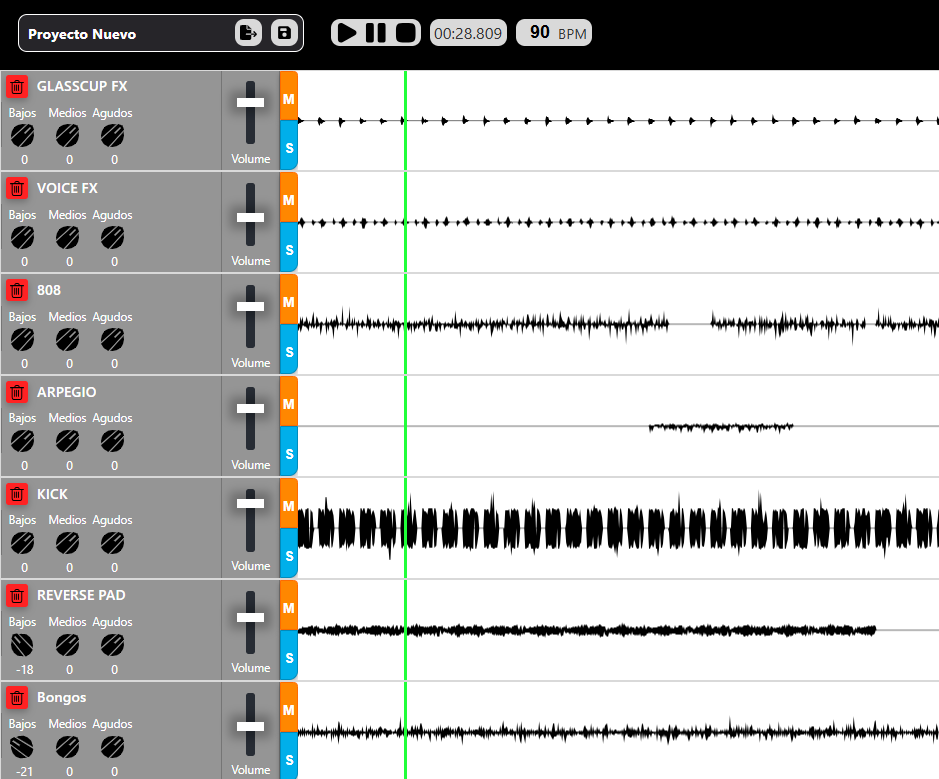 Proyecto Nuevo
00:28.809
90 BPM
GLASSCUP FX
Bajos Medios Agudos
0 0 0
Volume
M
S
VOICE FX
Bajos Medios Agudos
0 0 0
Volume
M
S
808
Bajos Medios Agudos
0 0 0
Volume
M
S
ARPEGIO
Bajos Medios Agudos
0 0 0
Volume
M
S
KICK
Bajos Medios Agudos
0 0 0
Volume
M
S
REVERSE PAD
Bajos Medios Agudos
-18 0 0
Volume
M
S
Bongos
Bajos Medios Agudos
-21 0 0
Volume
M
S